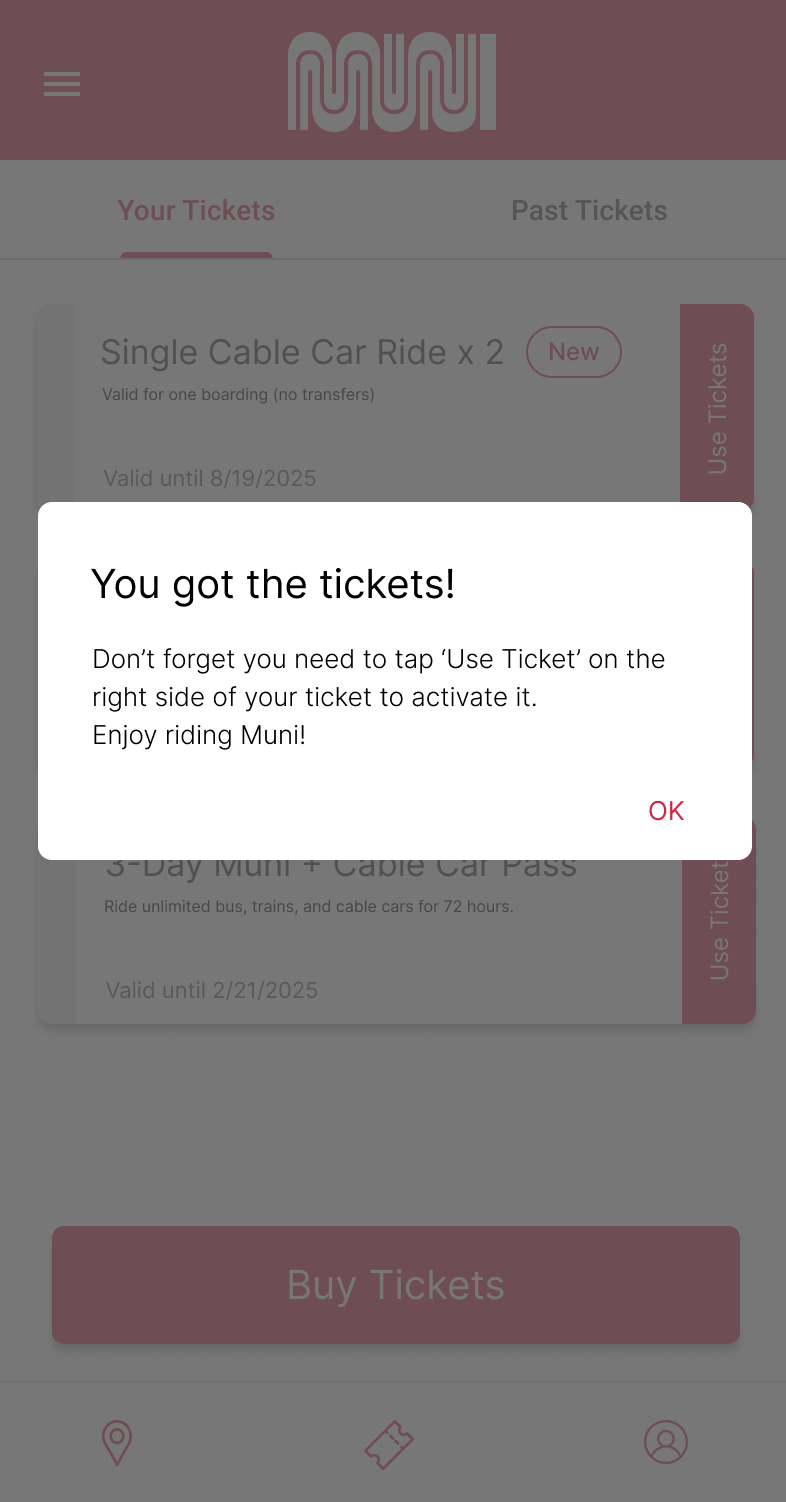 MUNI
Your Tickets
Past Tickets
Single Cable Car Ride x 2
New
Valid for one boarding (no transfers)
Valid until 8/19/2025
Use Tickets
You got the tickets!
Don’t forget you need to tap ‘Use Ticket’ on the
right side of your ticket to activate it.
Enjoy riding Muni!
OK
3-Day Muni + Cable Car Pass
Ride unlimited bus, trains, and cable cars for 72 hours.
Valid until 2/21/2025
Use Ticket
Buy Tickets